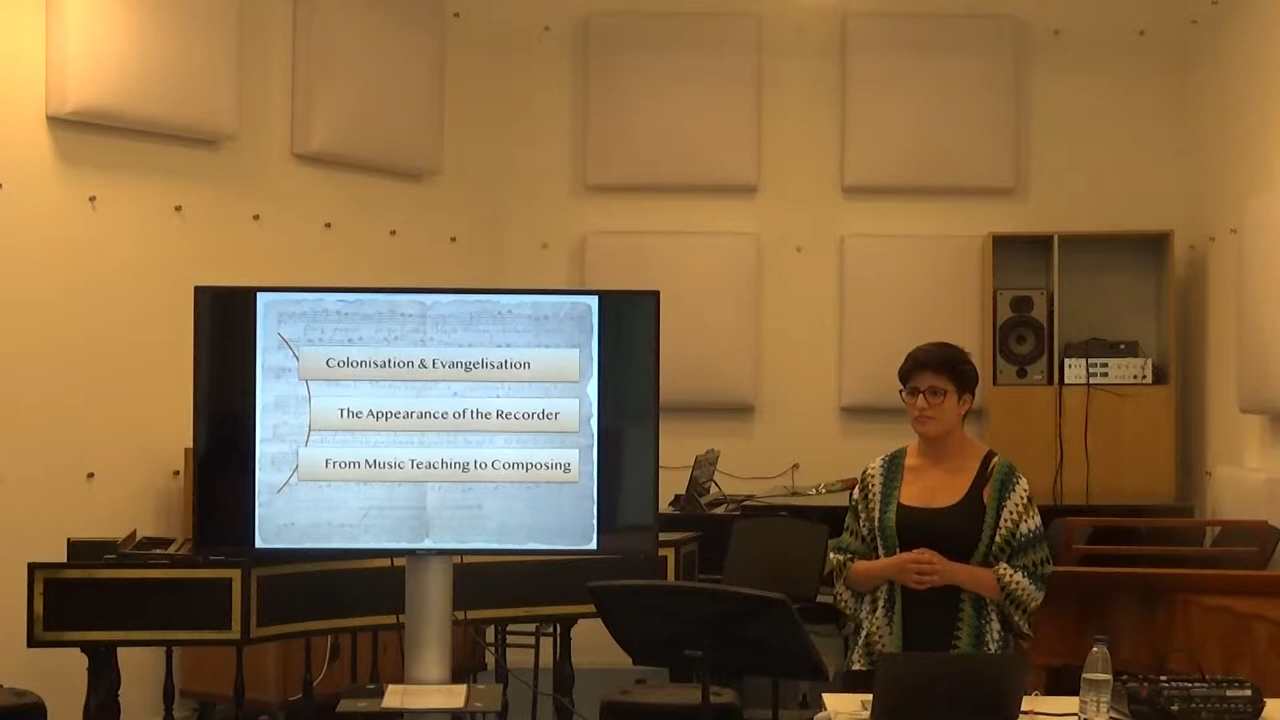 Colonisation & Evangelisation
The Appearance of the Recorder
From Music Teaching to Composing